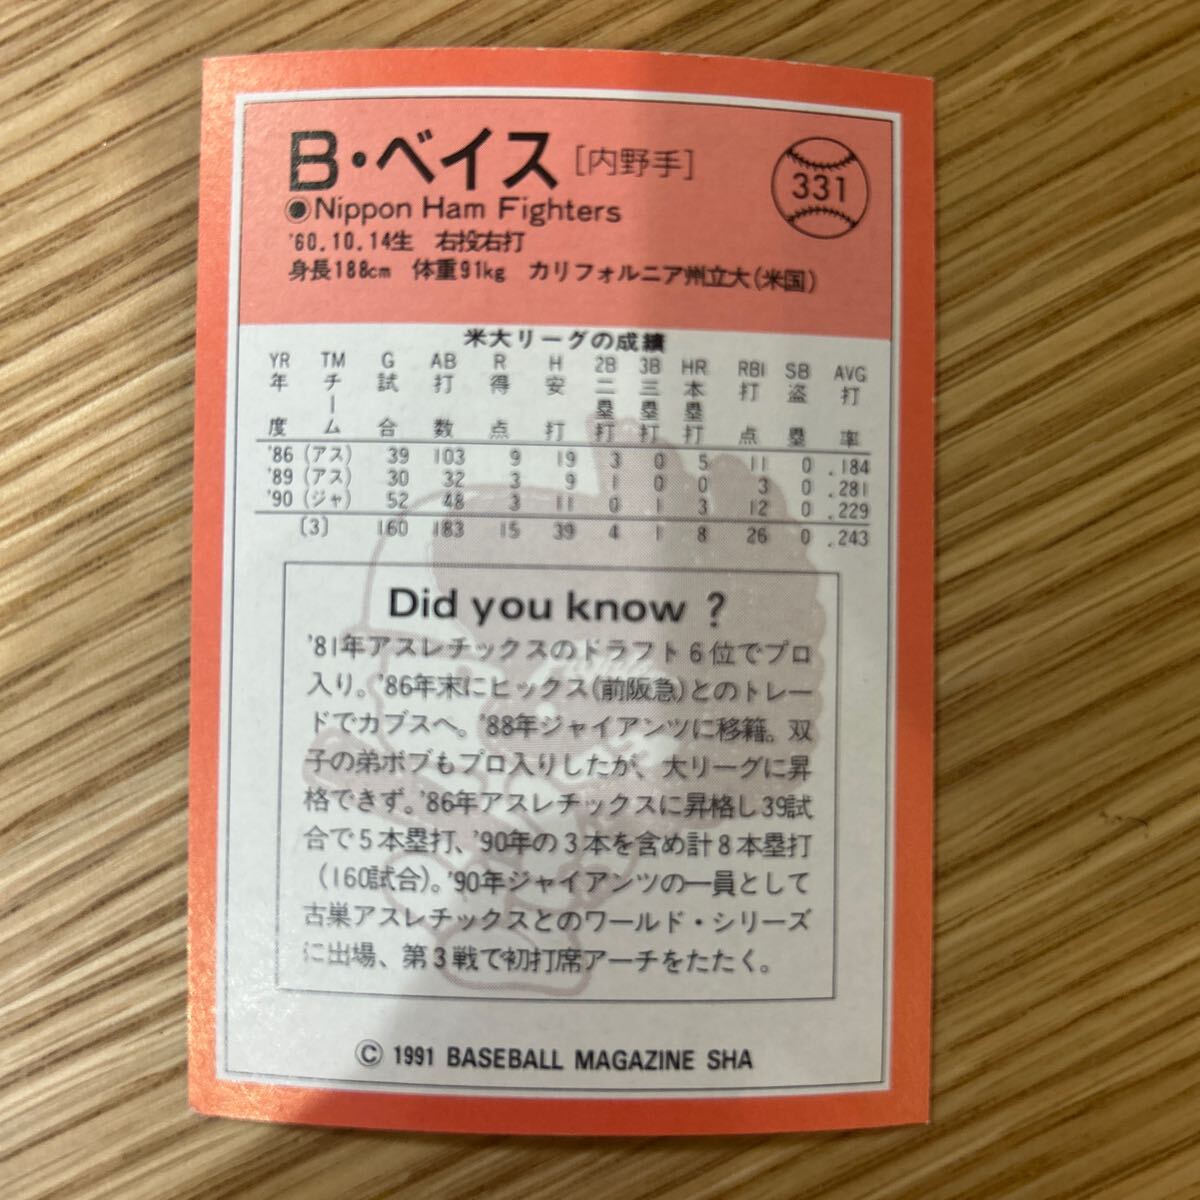 B・ベイス [内野手]
331
◉Nippon Ham Fighters
'60.10.14生 右投右打
身長188cm 体重91kg カリフォルニア州立大(米国)
米大リーグの成績
YR TM G AB R H 2B 3B HR RBI SB AVG
年度 チーム 試合 打数 得点 安打 二塁打 三塁打 本塁打 打点 盗塁 打率
'86 (アス) 39 103 9 19 3 0 5 11 0 .184
'89 (アス) 30 32 3 9 1 0 0 3 0 .281
'90 (ジャ) 52 48 3 11 0 1 3 12 0 .229
〔3〕 160 183 15 39 4 1 8 26 0 .243
Did you know ?
'81年アスレチックスのドラフト6位でプロ
入り。'86年末にヒックス(前阪急)とのトレー
ドでカブスへ。'88年ジャイアンツに移籍。双
子の弟ボブもプロ入りしたが、大リーグに昇
格できず。'86年アスレチックスに昇格し39試
合で5本塁打、'90年の3本を含め計8本塁打
(160試合)。'90年ジャイアンツの一員として
古巣アスレチックスとのワールド・シリーズ
に出場、第3戦で初打席アーチをたたく。
© 1991 BASEBALL MAGAZINE SHA